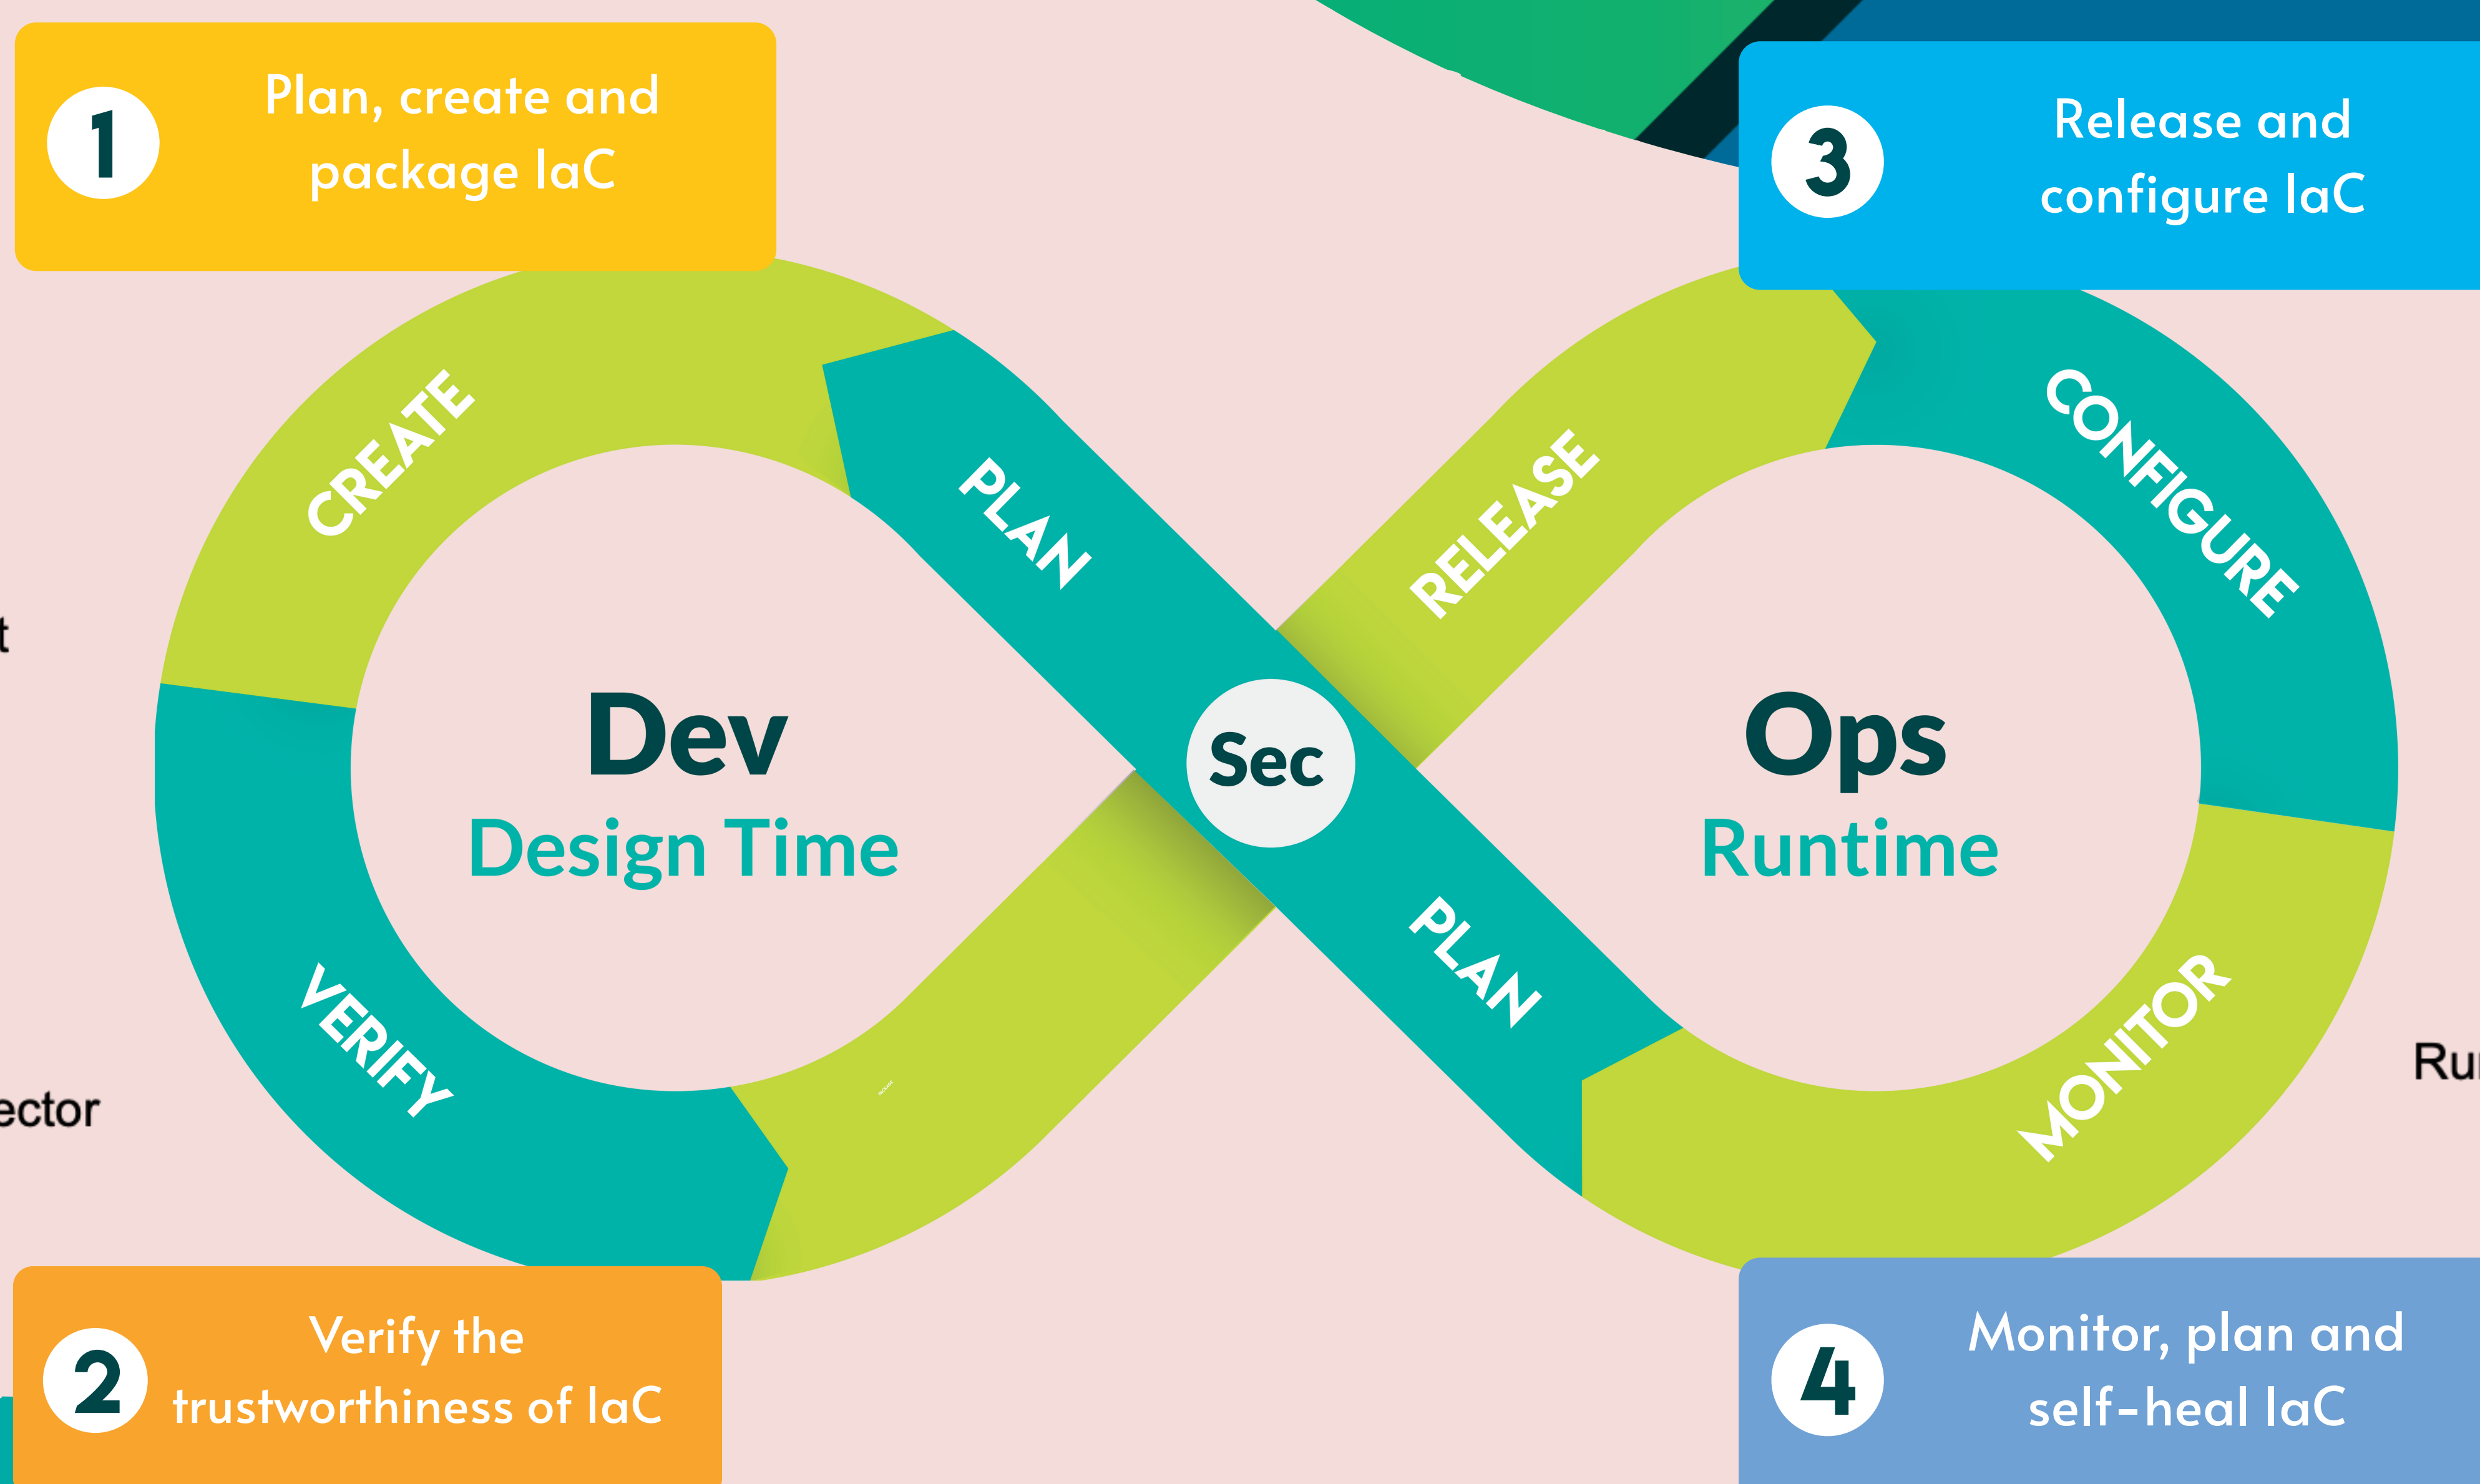 1
Plan, create and
package IaC
3
Release and
configure IaC
CREATE
PLAN
RELEASE
CONFIGURE
Dev
Design Time
Sec
Ops
Runtime
VERIFY
PLAN
MONITOR
2
Verify the
trustworthiness of IaC
4
Monitor, plan and
self-heal IaC
t
ector
Ru